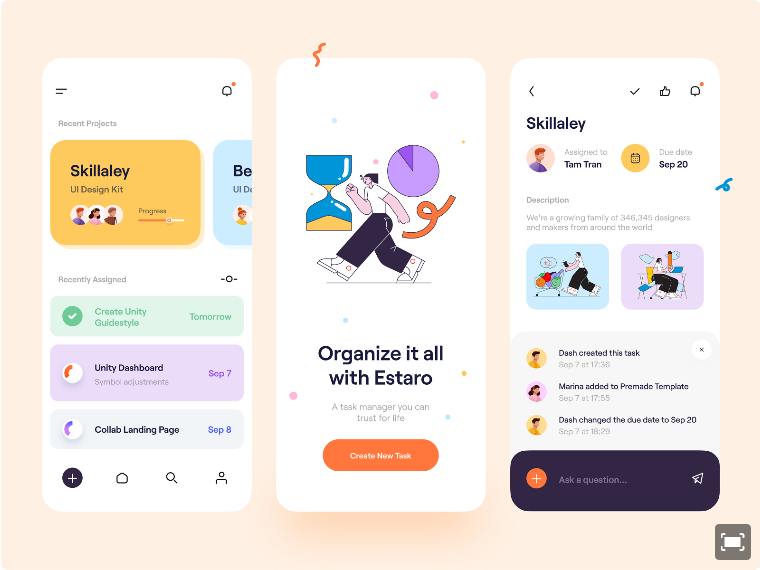 Recent Projects
Skillaley
UI Design Kit
Progress
Be
UI De
Recently Assigned
Create Unity
Guidestyle
Tomorrow
Unity Dashboard
Symbol adjustments
Sep 7
Collab Landing Page
Sep 8
Organize it all
with Estaro
A task manager you can
trust for life
Create New Task
Skillaley
Assigned to
Tam Tran
Due date
Sep 20
Description
We're a growing family of 346,345 designers
and makers from around the world
Dash created this task
Sep 7 at 17:36
Marina added to Premade Template
Sep 7 at 17:55
Dash changed the due date to Sep 20
Sep 7 at 18:29
Ask a question...